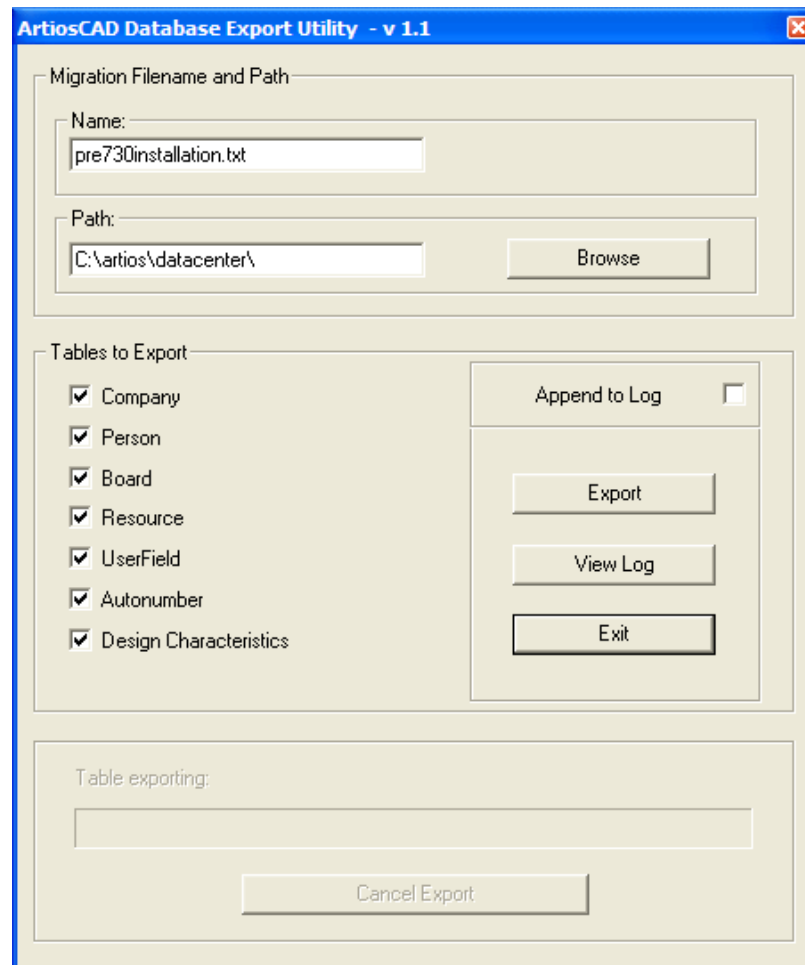 ArtiosCAD Database Export Utility - v 1.1
Migration Filename and Path
Name:
pre730installation.txt
Path:
C:\artios\datacenter\
Browse
Tables to Export
Company
Append to Log
Person
Board
Export
Resource
UserField
View Log
Autonumber
Exit
Design Characteristics
Table exporting:
Cancel Export